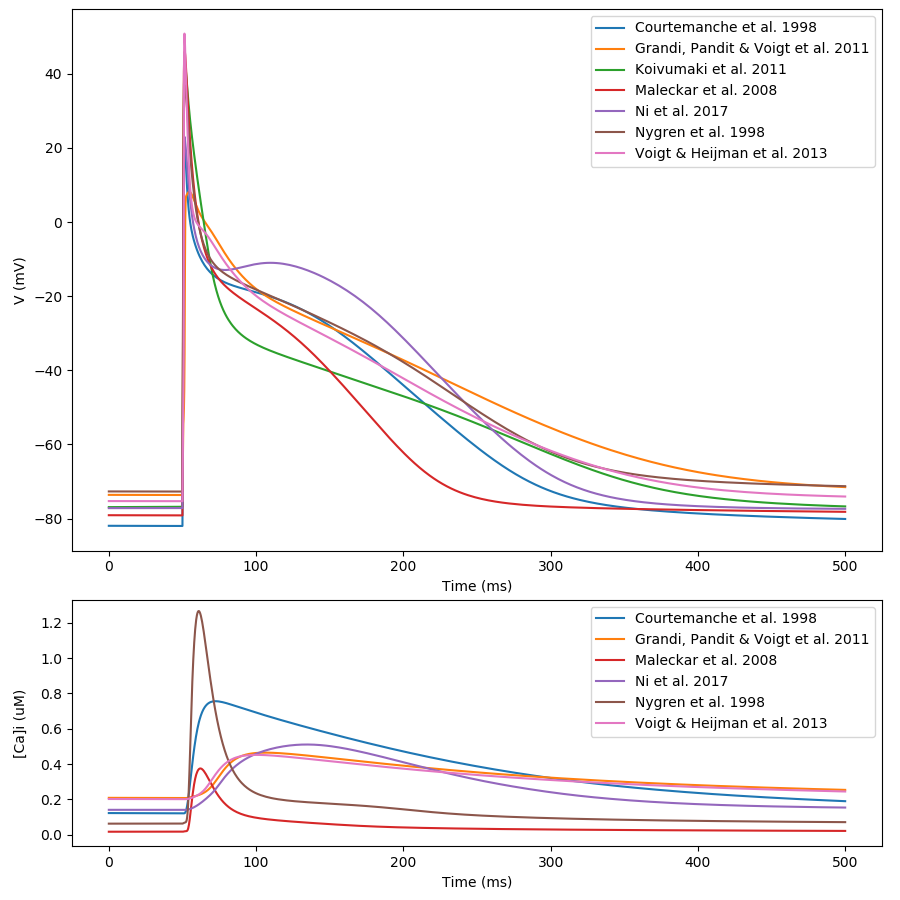 Courtemanche et al. 1998
Grandi, Pandit & Voigt et al. 2011
Koivumaki et al. 2011
Maleckar et al. 2008
Ni et al. 2017
Nygren et al. 1998
Voigt & Heijman et al. 2013
40
20
0
−20
−40
−60
−80
V (mV)
0 100 200 300 400 500
Time (ms)
Courtemanche et al. 1998
Grandi, Pandit & Voigt et al. 2011
Maleckar et al. 2008
Ni et al. 2017
Nygren et al. 1998
Voigt & Heijman et al. 2013
1.2
1.0
0.8
0.6
0.4
0.2
0.0
[Ca]i (uM)
0 100 200 300 400 500
Time (ms)